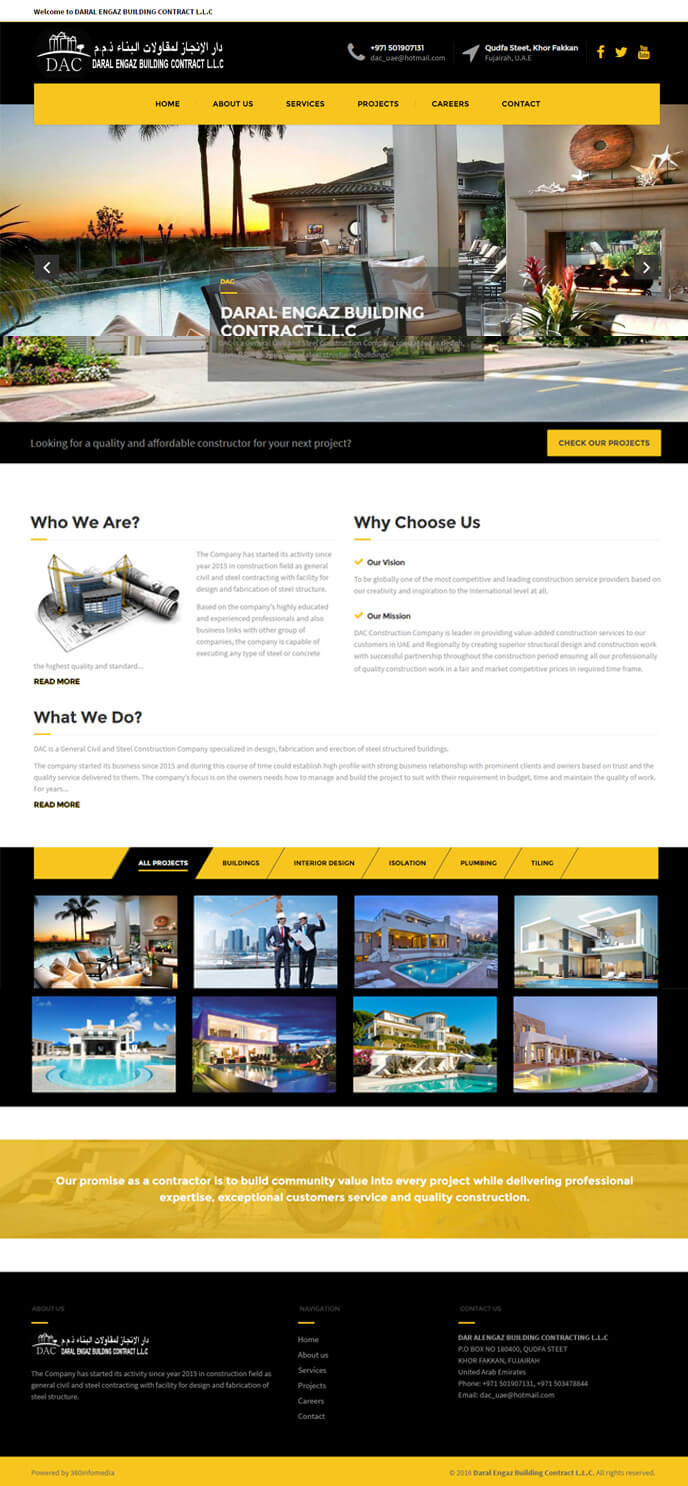 Welcome to DARAL ENGAZ BUILDING CONTRACT L.L.C
دار الإنجاز لمقاولات البناء ذ.م.م
DAC DARAL ENGAZ BUILDING CONTRACT L.L.C
+971 501907131
dac_uae@hotmail.com
Qudfa Steet, Khor Fakkan
Fujairah, U.A.E
You Tube
HOME ABOUT US SERVICES PROJECTS CAREERS CONTACT
DAC
DARAL ENGAZ BUILDING
CONTRACT L.L.C
DAC is a General Civil and Steel Construction Company specialized in design,
steel structured buildings.
Looking for a quality and affordable constructor for your next project?
CHECK OUR PROJECTS
Who We Are?
The Company has started its activity since
year 2015 in construction field as general
civil and steel contracting with facility for
design and fabrication of steel structure.
Based on the company's highly educated
and experienced professionals and also
business links with other group of
companies, the company is capable of
executing any type of steel or concrete
the highest quality and standard...
READ MORE
Why Choose Us
Our Vision
To be globally one of the most competitive and leading construction service providers based on
our creativity and inspiration to the international level at all.
Our Mission
DAC Construction Company is leader in providing value-added construction services to our
customers in UAE and Regionally by creating superior structural design and construction work
with successful partnership throughout the construction period ensuring all our professionally
of quality construction work in a fair and market competitive prices in required time frame.
What We Do?
DAC is a General Civil and Steel Construction Company specialized in design, fabrication and erection of steel structured buildings.
The company started its business since 2015 and during this course of time could establish high profile with strong business relationship with prominent clients and owners based on trust and the
quality service delivered to them. The company's focus is on the owners needs how to manage and build the project to suit with their requirement in budget, time and maintain the quality of work.
For years...
READ MORE
ALL PROJECTS BUILDINGS INTERIOR DESIGN ISOLATION PLUMBING TILING
Our promise as a contractor is to build community value into every project while delivering professional
expertise, exceptional customers service and quality construction.
ABOUT US
دار الإنجاز لمقاولات البناء ذ.م.م
DAC DARAL ENGAZ BUILDING CONTRACT L.L.C
The Company has started its activity since year 2015 in construction field as
general civil and steel contracting with facility for design and fabrication of
steel structure.
NAVIGATION
Home
About us
Services
Projects
Careers
Contact
CONTACT US
DAR ALENGAZ BUILDING CONTRACTING L.L.C
P.O BOX NO 180400, QUDFA STEET
KHOR FAKKAN, FUJAIRAH
United Arab Emirates
Phone: +971 501907131, +971 503478844
Email: dac_uae@hotmail.com
Powered by 360infomedia
© 2016 Daral Engaz Building Contract L.L.C. All rights reserved.